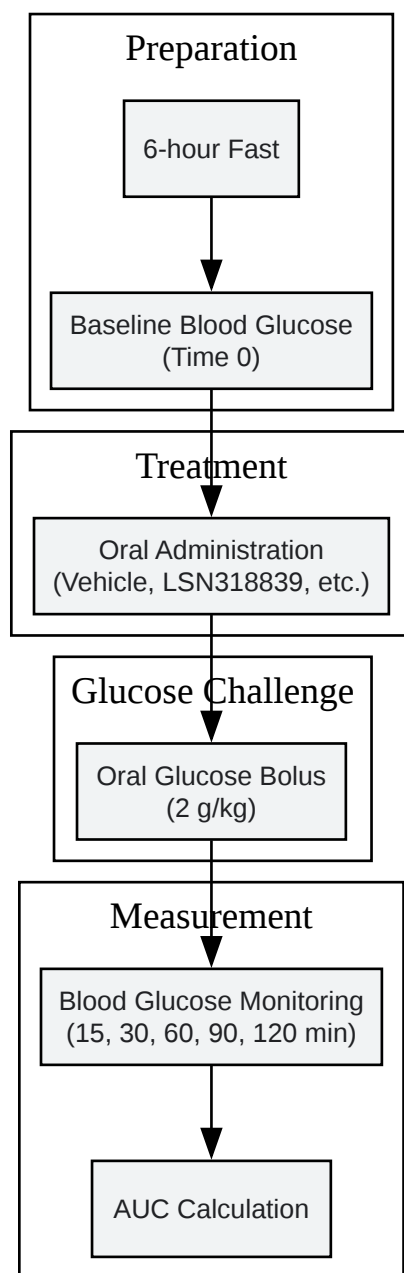 Preparation
6-hour Fast
Baseline Blood Glucose
(Time 0)
Treatment
Oral Administration
(Vehicle, LSN318839, etc.)
Glucose Challenge
Oral Glucose Bolus
(2 g/kg)
Measurement
Blood Glucose Monitoring
(15, 30, 60, 90, 120 min)
AUC Calculation